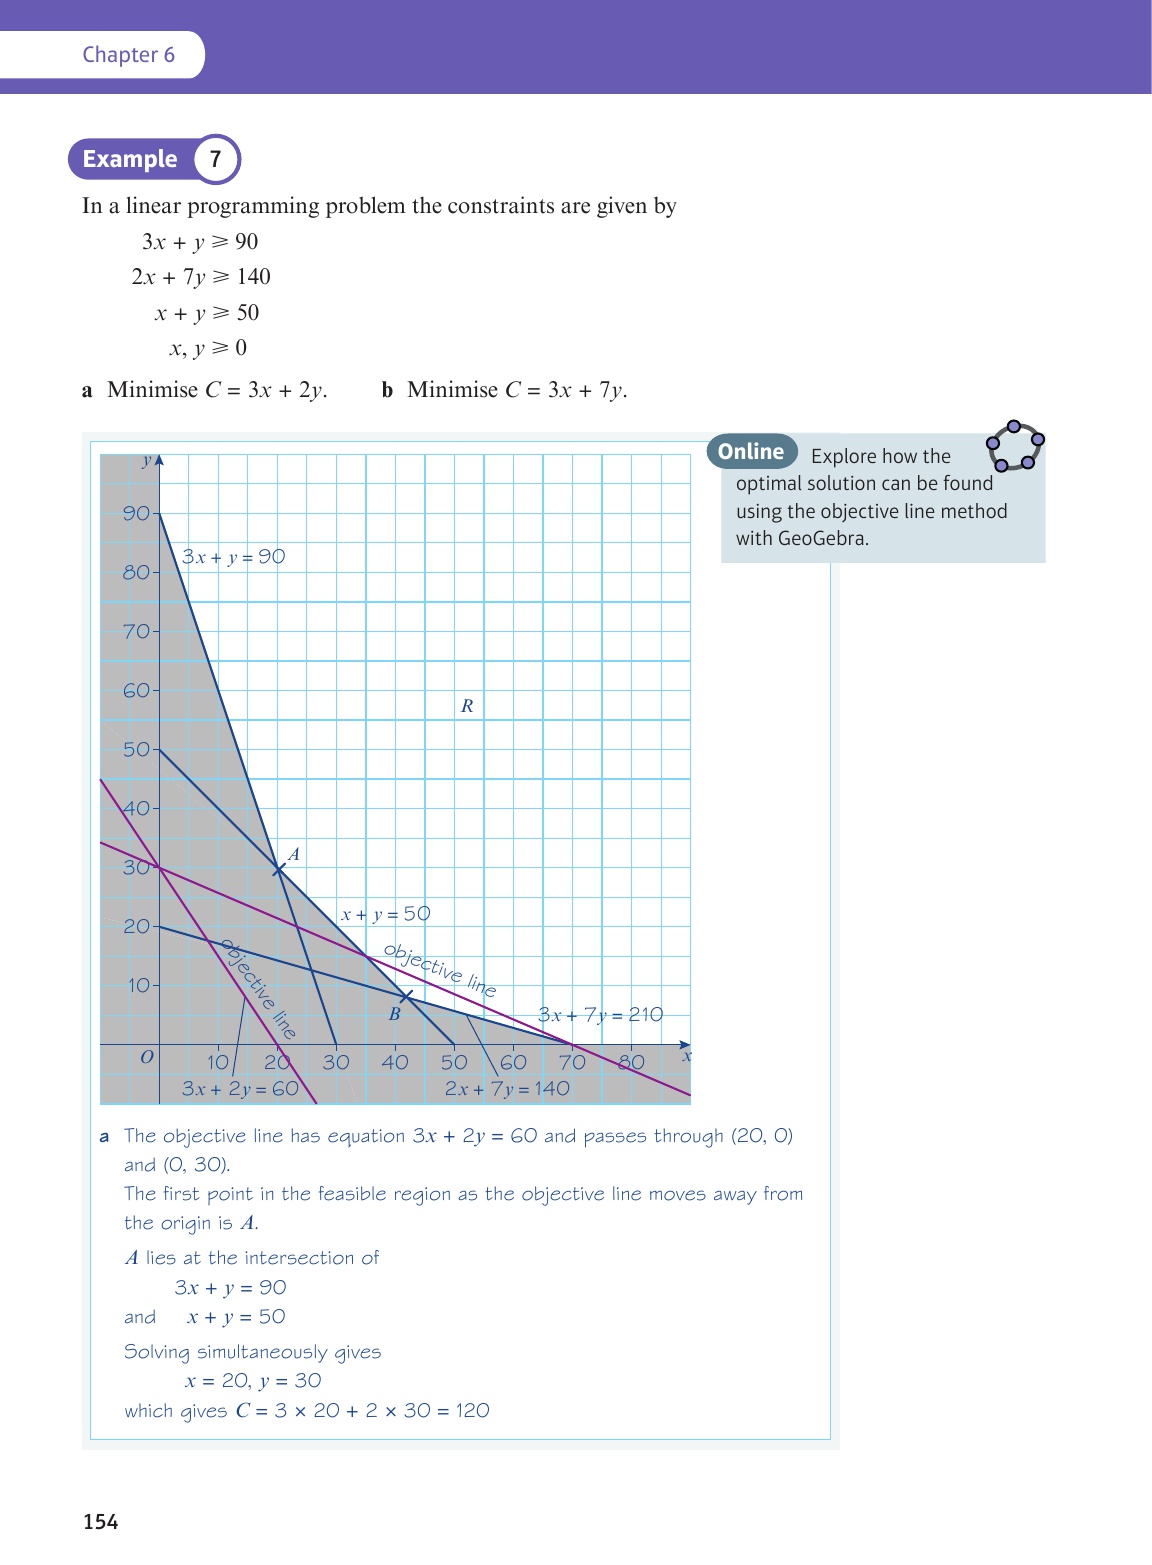 Chapter 6
Example 7
In a linear programming problem the constraints are given by
3x + y ⩾ 90
2x + 7y ⩾ 140
x + y ⩾ 50
x, y ⩾ 0
a Minimise C = 3x + 2y. b Minimise C = 3x + 7y.
Online Explore how the
optimal solution can be found
using the objective line method
with GeoGebra.
y
90
3x + y = 90
80
70
60
R
50
40
A
30
x + y = 50
20
objective line
objective line
10
B
3x + 7y = 210
O 10 20 30 40 50 60 70 80 x
3x + 2y = 60
2x + 7y = 140
a The objective line has equation 3x + 2y = 60 and passes through (20, 0)
and (0, 30).
The first point in the feasible region as the objective line moves away from
the origin is A.
A lies at the intersection of
3x + y = 90
and x + y = 50
Solving simultaneously gives
x = 20, y = 30
which gives C = 3 × 20 + 2 × 30 = 120
154